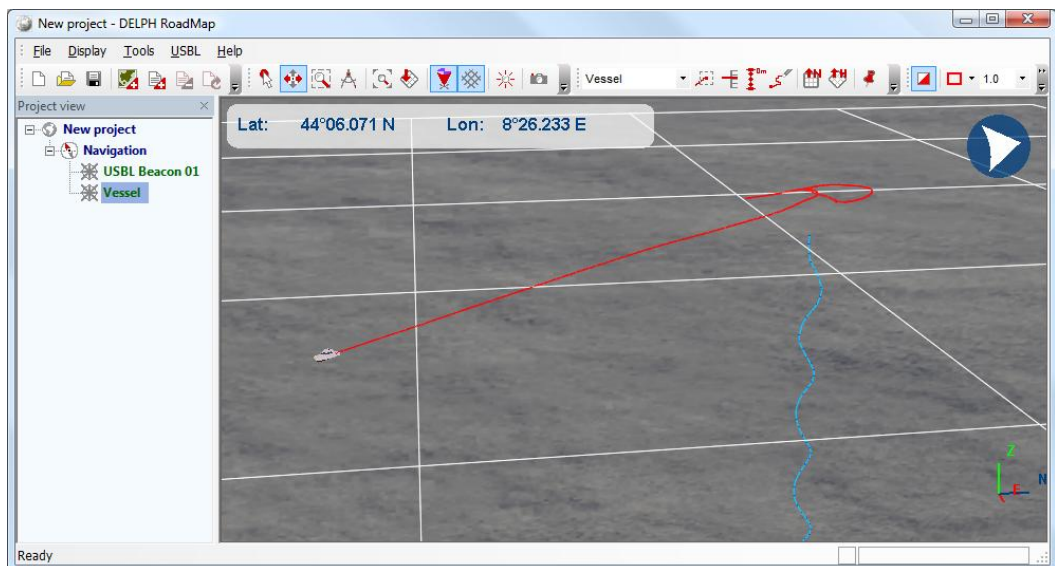 New project - DELPH RoadMap
File Display Tools USBL Help
Vessel 0m N H 1.0
Project view
Lat: 44°06.071 N Lon: 8°26.233 E
New project
Navigation
USBL Beacon 01
Vessel
Z
E N
Ready